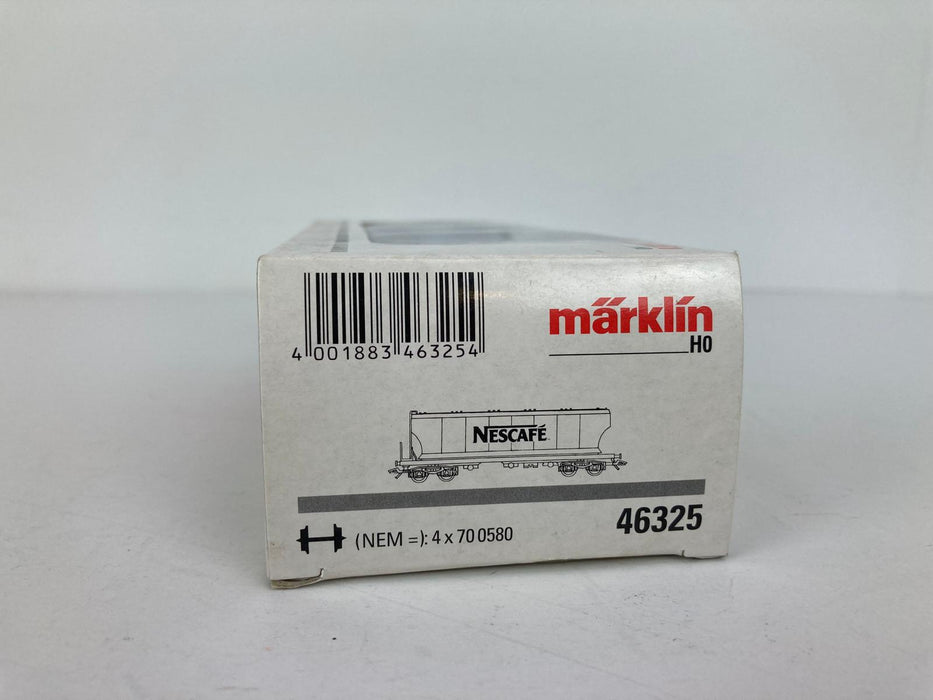 4 001883 463254
märklin
H0
NESCAFÉ
46325
(NEM =): 4 x 70 0580